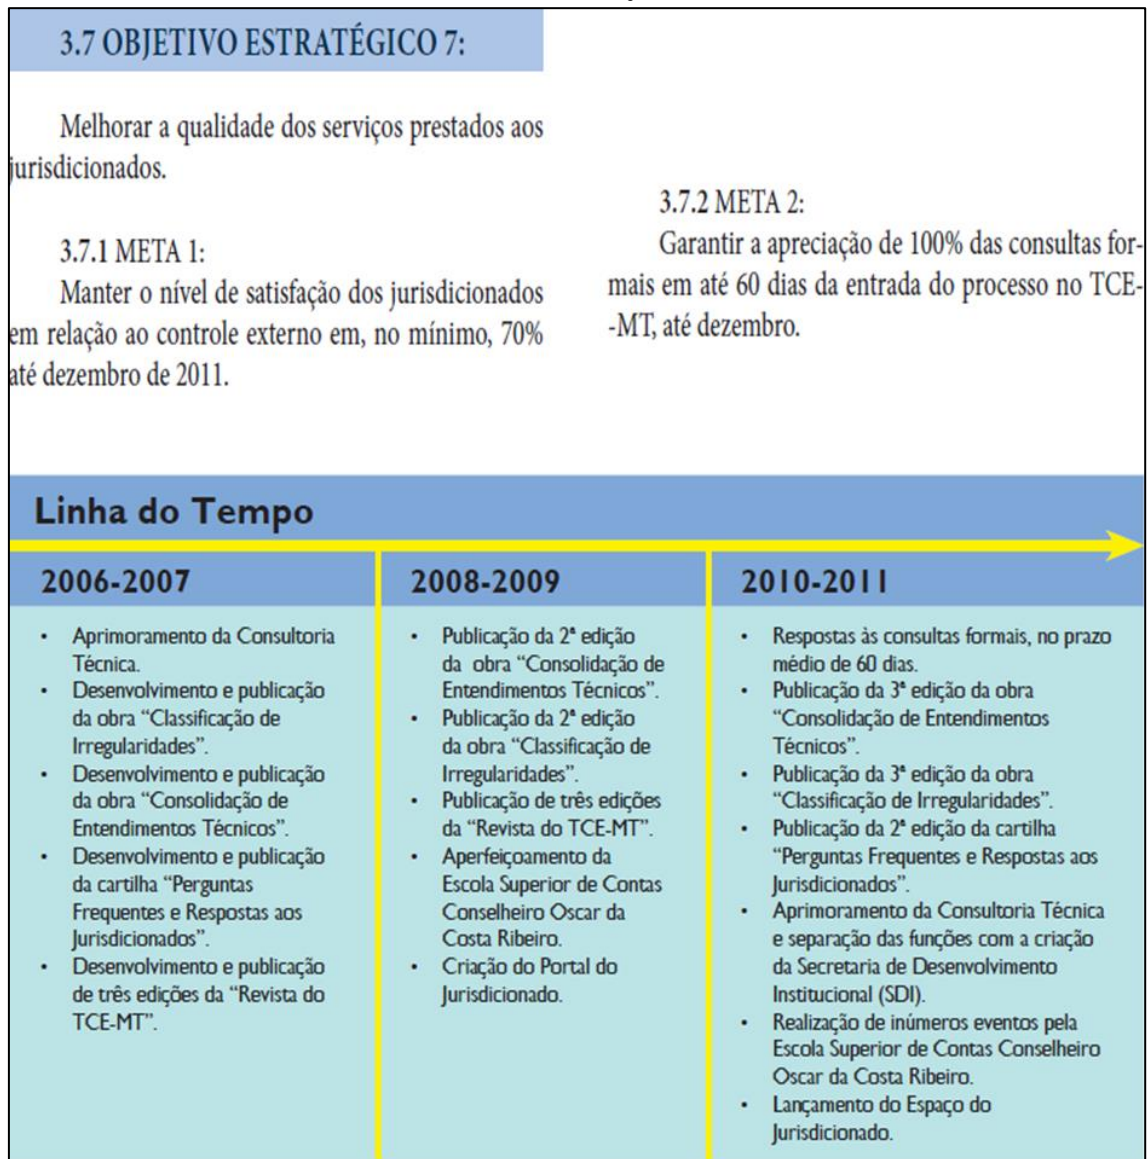 3.7 OBJETIVO ESTRATÉGICO 7:
Melhorar a qualidade dos serviços prestados aos
jurisdicionados.
3.7.1 META 1:
Manter o nível de satisfação dos jurisdicionados
em relação ao controle externo em, no mínimo, 70%
até dezembro de 2011.
3.7.2 META 2:
Garantir a apreciação de 100% das consultas for-
mais em até 60 dias da entrada do processo no TCE-
-MT, até dezembro.
Linha do Tempo
2006-2007
• Aprimoramento da Consultoria
Técnica.
• Desenvolvimento e publicação
da obra “Classificação de
Irregularidades”.
• Desenvolvimento e publicação
da obra “Consolidação de
Entendimentos Técnicos”.
• Desenvolvimento e publicação
da cartilha “Perguntas
Frequentes e Respostas aos
Jurisdicionados”.
• Desenvolvimento e publicação
de três edições da “Revista do
TCE-MT”.
2008-2009
• Publicação da 2ª edição
da obra “Consolidação de
Entendimentos Técnicos”.
• Publicação da 2ª edição
da obra “Classificação de
Irregularidades”.
• Publicação de três edições
da “Revista do TCE-MT”.
• Aperfeiçoamento da
Escola Superior de Contas
Conselheiro Oscar da
Costa Ribeiro.
• Criação do Portal do
Jurisdicionado.
2010-2011
• Respostas às consultas formais, no prazo
médio de 60 dias.
• Publicação da 3ª edição da obra
“Consolidação de Entendimentos
Técnicos”.
• Publicação da 3ª edição da obra
“Classificação de Irregularidades”.
• Publicação da 2ª edição da cartilha
“Perguntas Frequentes e Respostas aos
Jurisdicionados”.
• Aprimoramento da Consultoria Técnica
e separação das funções com a criação
da Secretaria de Desenvolvimento
Institucional (SDI).
• Realização de inúmeros eventos pela
Escola Superior de Contas Conselheiro
Oscar da Costa Ribeiro.
• Lançamento do Espaço do
Jurisdicionado.